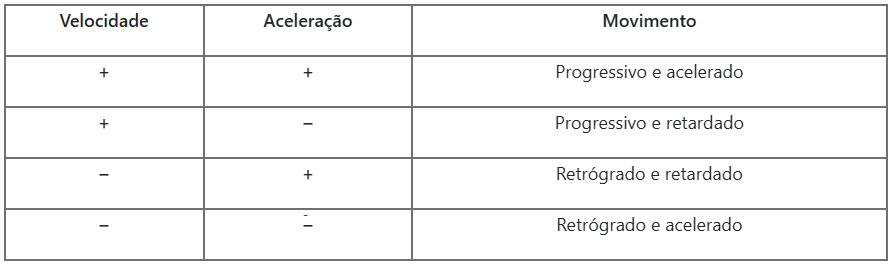 Velocidade Aceleração Movimento
+ + Progressivo e acelerado
+ – Progressivo e retardado
– + Retrógrado e retardado
– – Retrógrado e acelerado